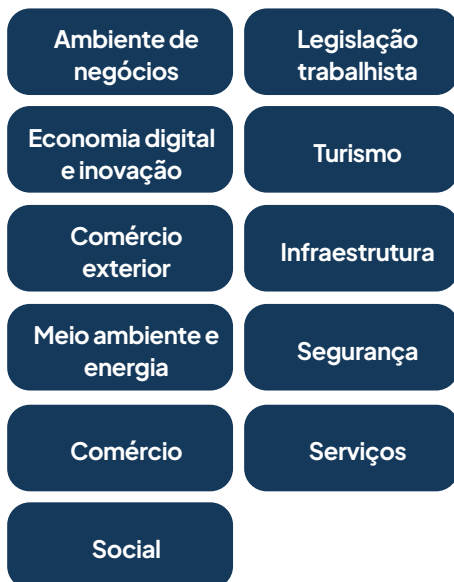 Ambiente de
negócios
Legislação
trabalhista
Economia digital
e inovação
Turismo
Comércio
exterior
Infraestrutura
Meio ambiente e
energia
Segurança
Comércio
Serviços
Social